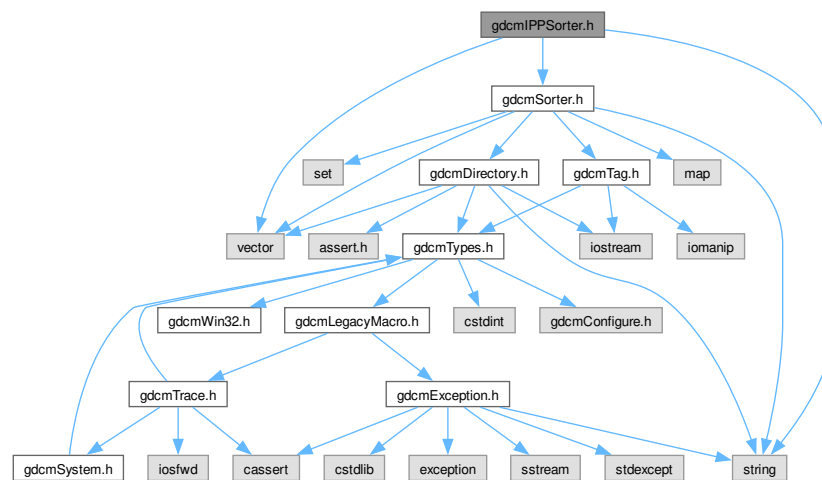 gdcmIPPSorter.h
gdcmSorter.h
set
gdcmDirectory.h
gdcmTag.h
map
vector
assert.h
gdcmTypes.h
iostream
iomanip
gdcmWin32.h
gdcmLegacyMacro.h
cstdint
gdcmConfigure.h
gdcmTrace.h
gdcmException.h
gdcmSystem.h
iosfwd
cassert
cstdlib
exception
sstream
stdexcept
string